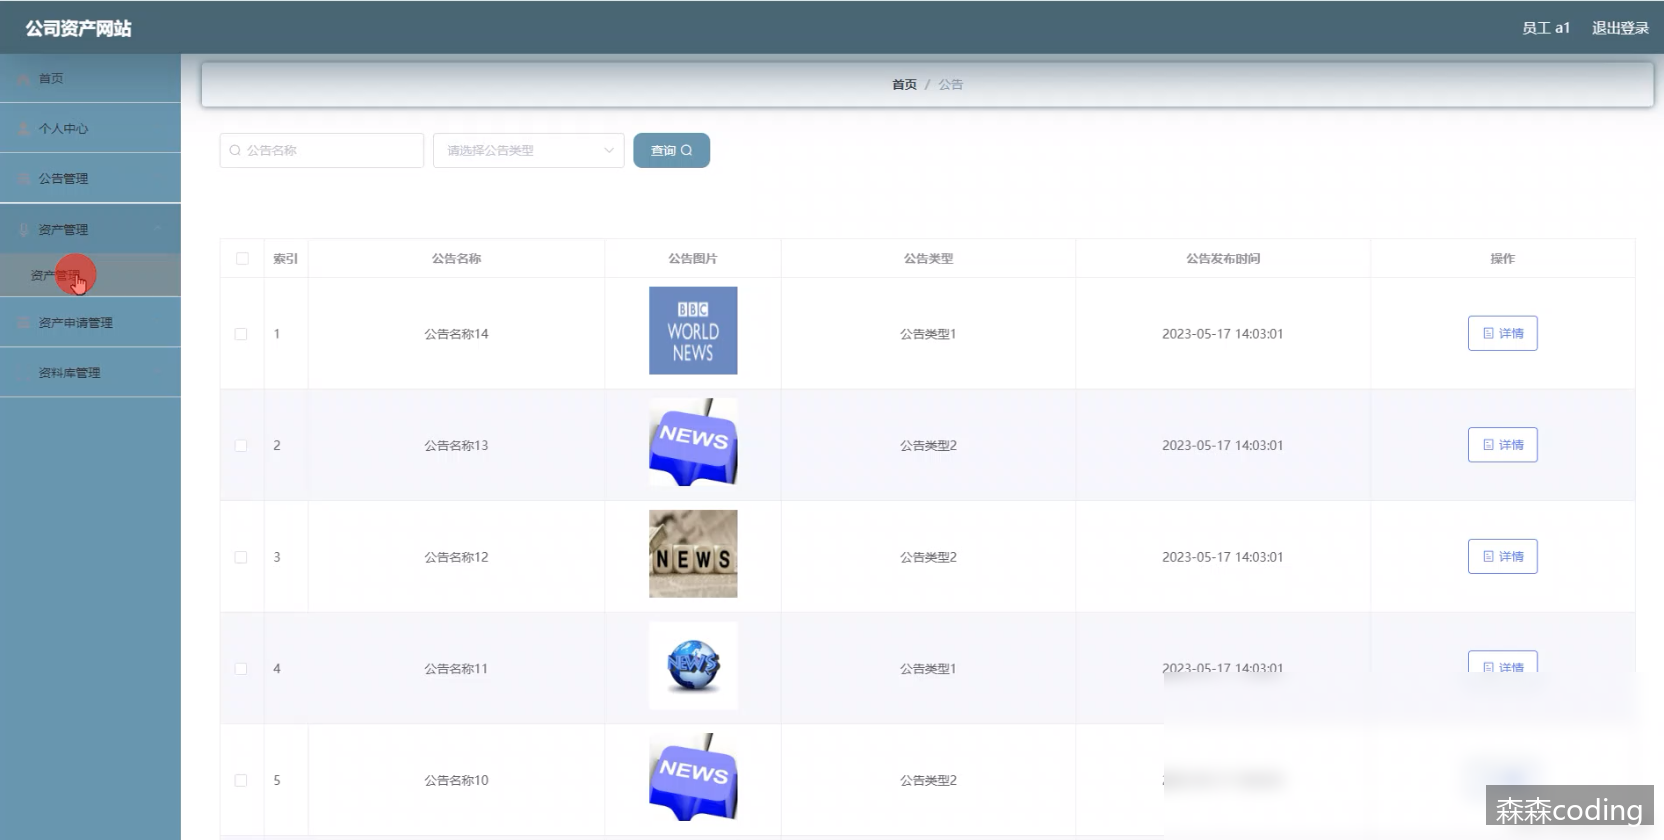 公司资产网站
员工 a1 退出登录
首页
个人中心
公告管理
资产管理
资产管理
资产申请管理
资料库管理
首页 / 公告
公告名称 请选择公告类型 查询
索引 公告名称 公告图片 公告类型 公告发布时间 操作
1 公告名称14 BBC WORLD NEWS 公告类型1 2023-05-17 14:03:01 详情
2 公告名称13 NEWS 公告类型2 2023-05-17 14:03:01 详情
3 公告名称12 NEWS 公告类型2 2023-05-17 14:03:01 详情
4 公告名称11 NEWS 公告类型1 2023-05-17 14:03:01 详情
5 公告名称10 NEWS 公告类型2
森森coding